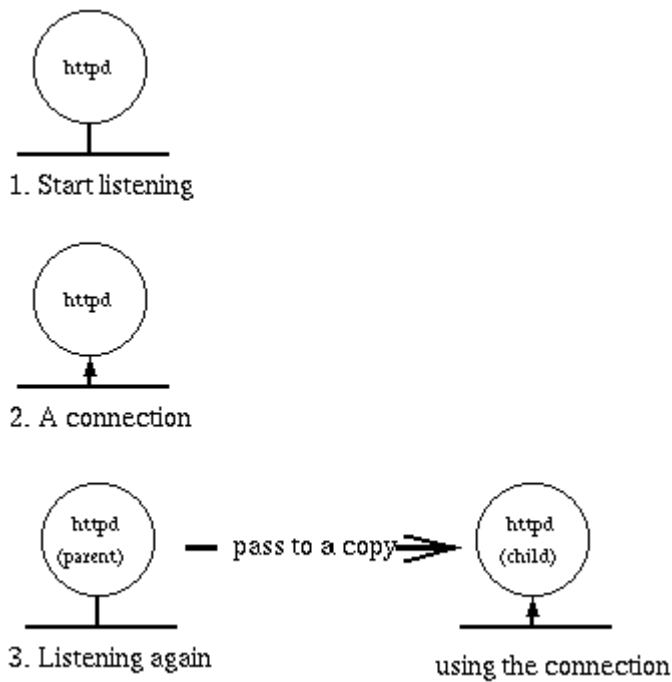 httpd
1. Start listening
httpd
2. A connection
httpd
(parent)
pass to a copy
httpd
(child)
3. Listening again
using the connection